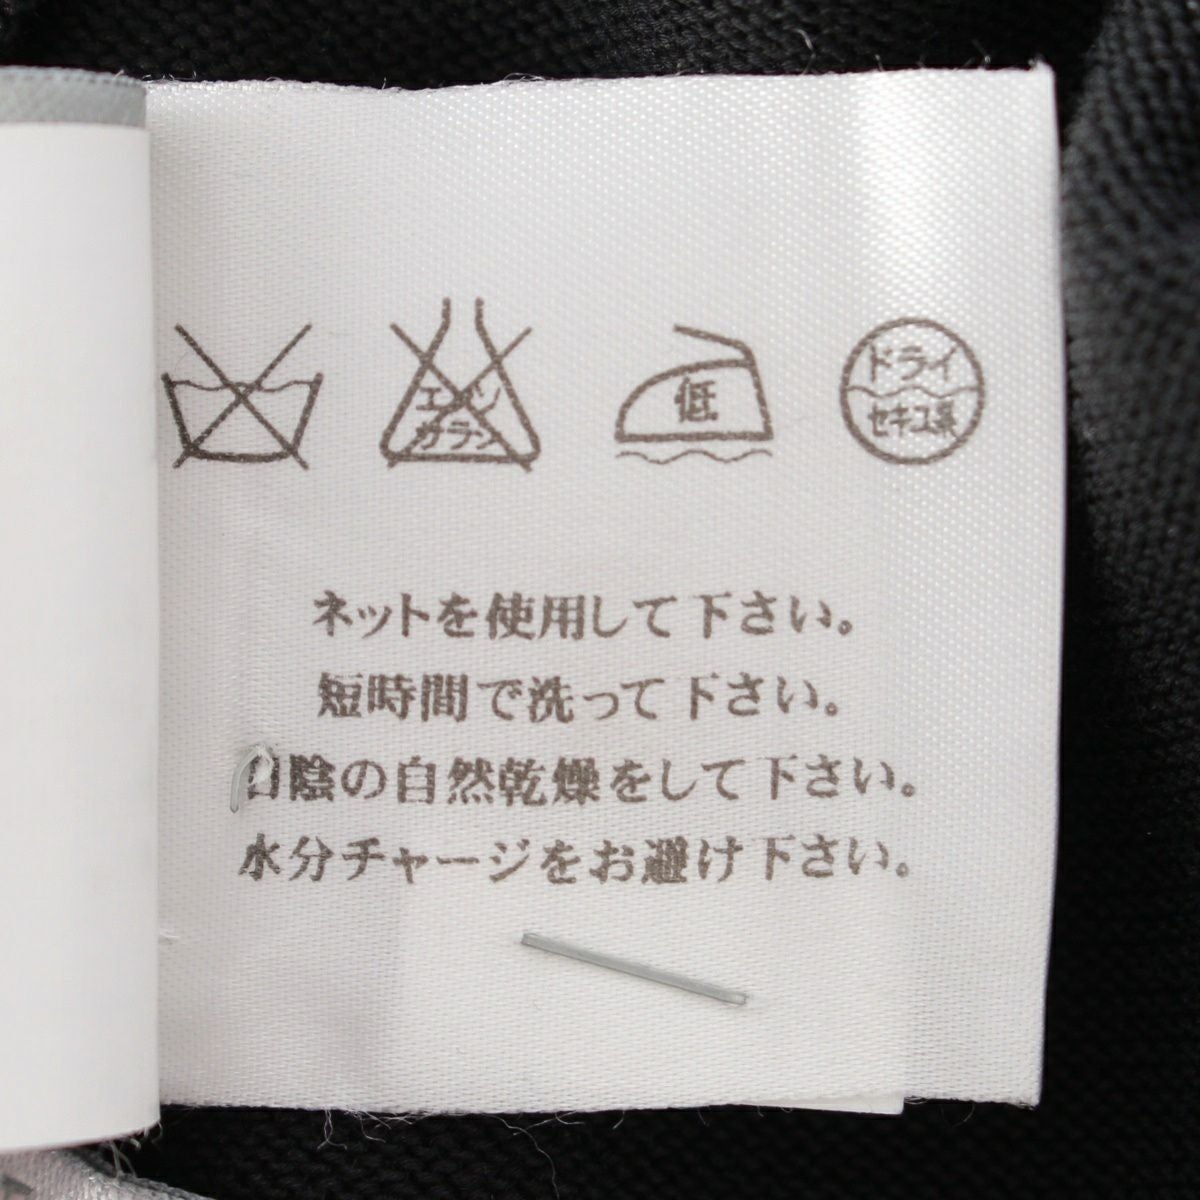 エンソ
カラン
低
ドライ
セキユ系
ネットを使用して下さい。
短時間で洗って下さい。
日陰の自然乾燥をして下さい。
水分チャージをお避け下さい。